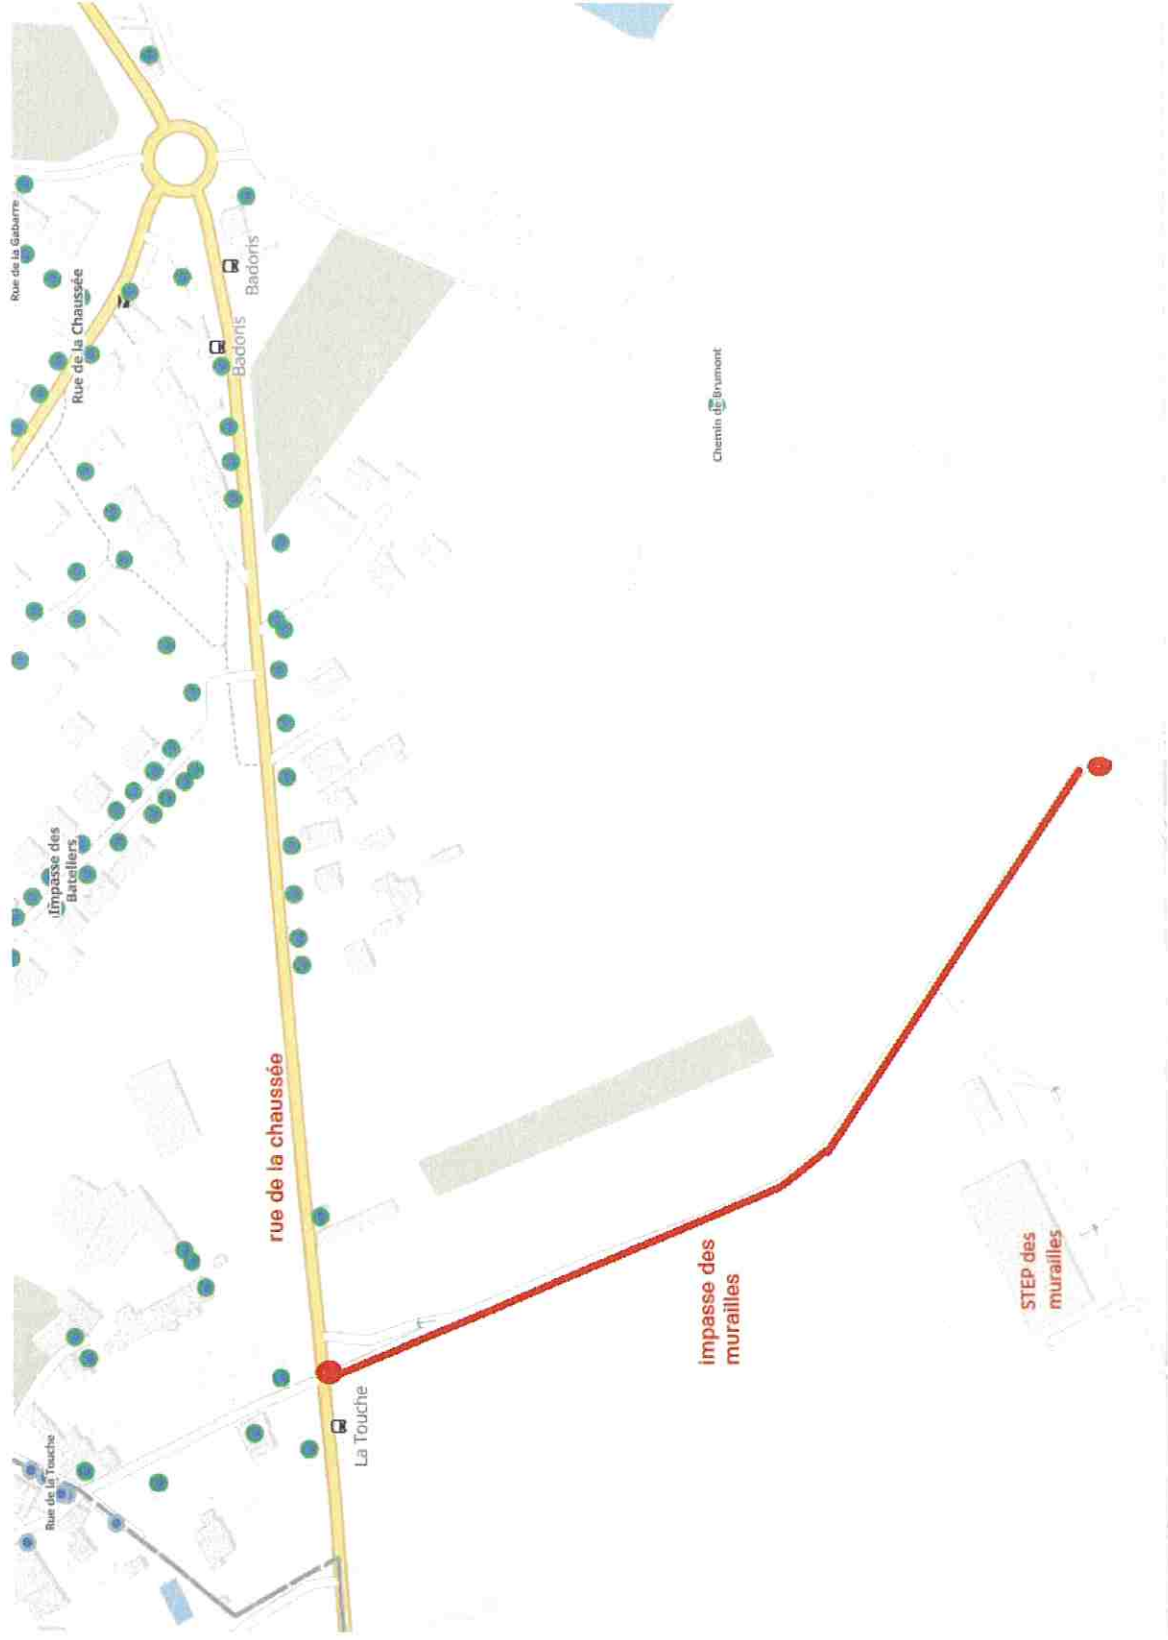 Rue de la Gabarre
Rue de la Chaussée
Badoris
Badoris
Chemin de Brumont
Impasse des
Bateliers
rue de la chaussée
impasse des
murailles
STEP des
murailles
La Touche
Rue de la Touche